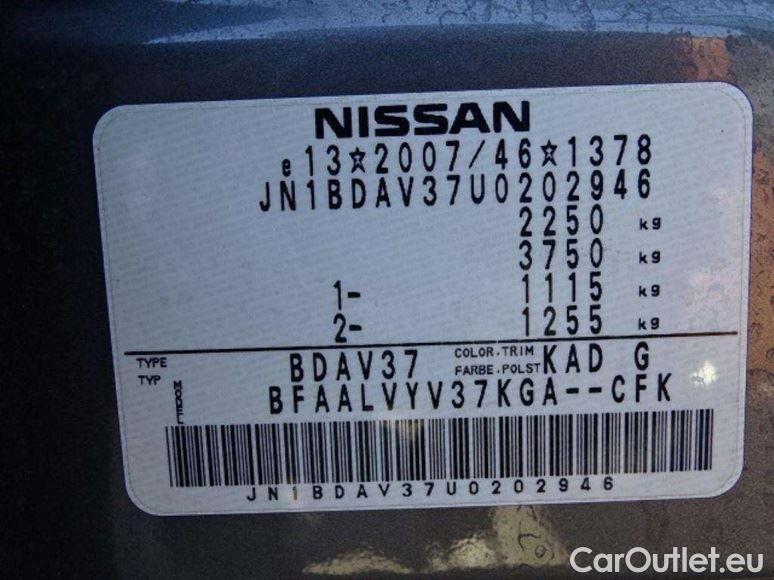 NISSAN
e13☆2007/46☆1378
JN1BDAV37U0202946
2250 kg
3750 kg
1- 1115 kg
2- 1255 kg
TYPE BDAV37 COLOR.TRIM KAD G
TYP FARBE.POLST
MODEL BFAALVYV37KGA--CFK
JN1BDAV37U0202946
CarOutlet.eu